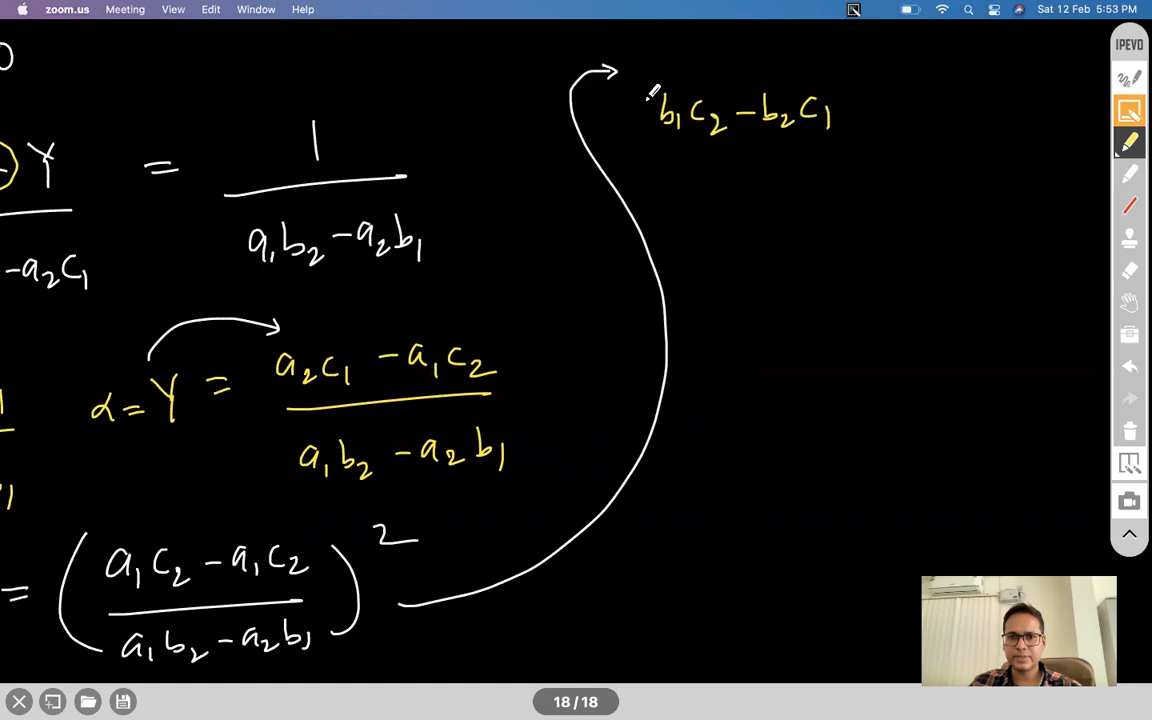 zoom.us Meeting View Edit Window Help Sat 12 Feb 5:53 PM
IPEVO
0
Y = 1
-a₂c₁ a₁b₂ - a₂b₁
α = Y = a₂c₁ - a₁c₂
a₁b₂ - a₂b₁
= (a₁c₂ - a₁c₂)²
a₁b₂ - a₂b₁
b₁c₂ - b₂c₁
18/18